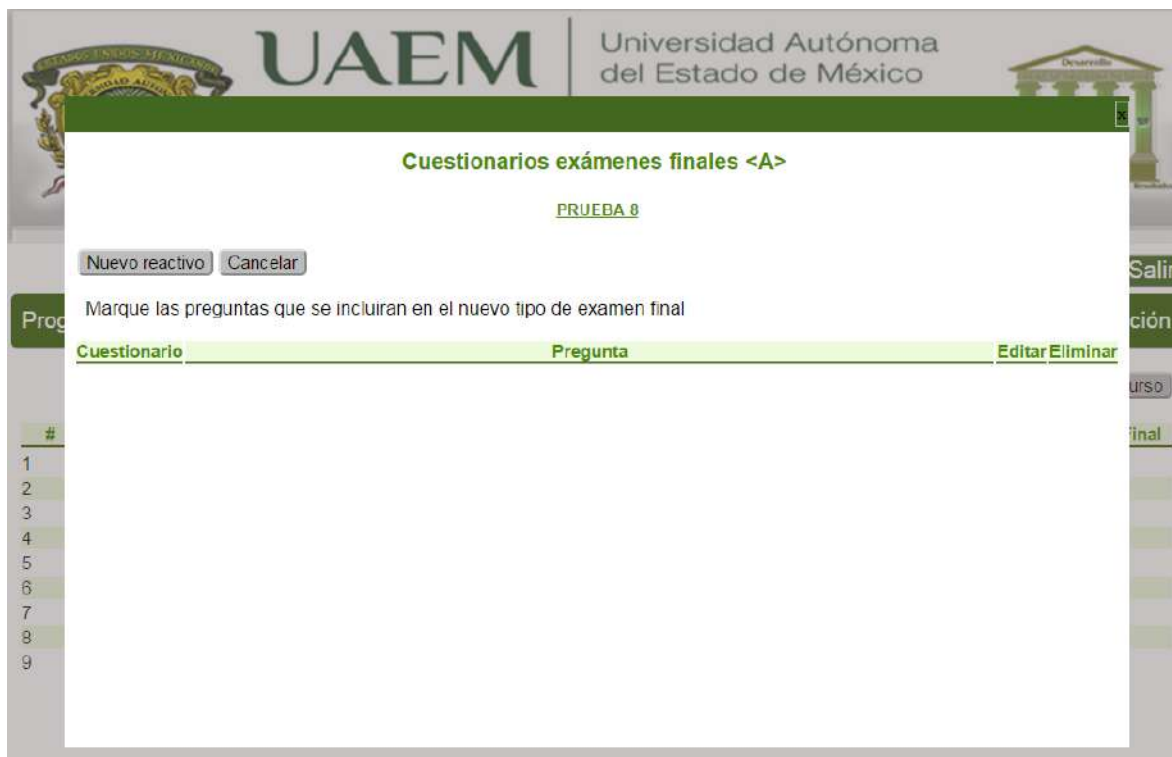 UAEM
Universidad Autónoma
del Estado de México
Desarrollo
x
Cuestionarios exámenes finales <A>
PRUEBA 8
Nuevo reactivo Cancelar
Salir
Marque las preguntas que se incluiran en el nuevo tipo de examen final
Prog
ción
Cuestionario Pregunta Editar Eliminar
urso
# inal
1
2
3
4
5
6
7
8
9